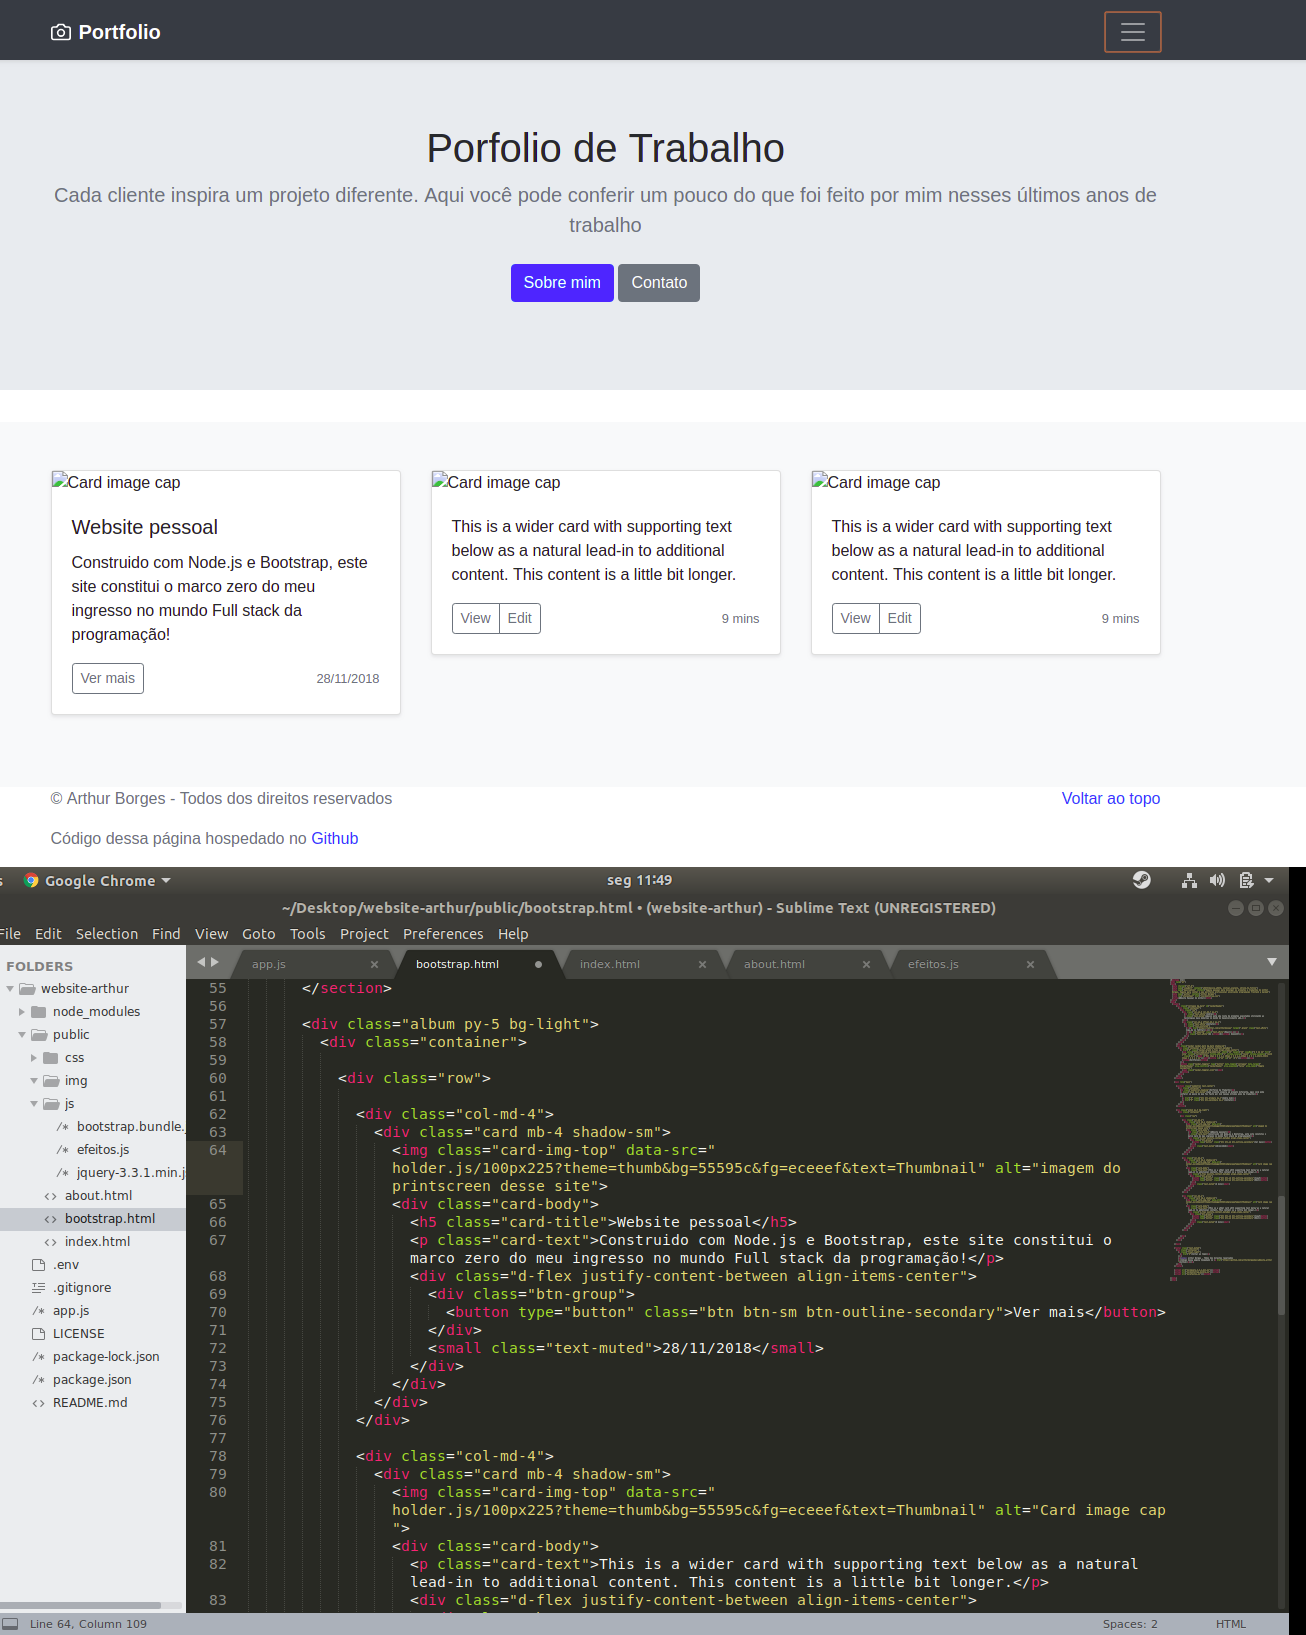 Portfolio
Porfolio de Trabalho
Cada cliente inspira um projeto diferente. Aqui você pode conferir um pouco do que foi feito por mim nesses últimos anos de
trabalho
Sobre mim Contato
Card image cap
Website pessoal
Construido com Node.js e Bootstrap, este
site constitui o marco zero do meu
ingresso no mundo Full stack da
programação!
Ver mais 28/11/2018
Card image cap
This is a wider card with supporting text
below as a natural lead-in to additional
content. This content is a little bit longer.
View Edit 9 mins
Card image cap
This is a wider card with supporting text
below as a natural lead-in to additional
content. This content is a little bit longer.
View Edit 9 mins
© Arthur Borges - Todos dos direitos reservados Voltar ao topo
Código dessa página hospedado no Github
Google Chrome seg 11:49
~/Desktop/website-arthur/public/bootstrap.html • (website-arthur) - Sublime Text (UNREGISTERED)
File Edit Selection Find View Goto Tools Project Preferences Help
FOLDERS
website-arthur
node_modules
public
css
img
js
/* bootstrap.bundle.
/* efeitos.js
/* jquery-3.3.1.min.j
<> about.html
<> bootstrap.html
<> index.html
.env
.gitignore
/* app.js
LICENSE
/* package-lock.json
/* package.json
<> README.md
app.js × bootstrap.html ● index.html × about.html × efeitos.js ×
55 </section>
56
57 <div class="album py-5 bg-light">
58 <div class="container">
59
60 <div class="row">
61
62 <div class="col-md-4">
63 <div class="card mb-4 shadow-sm">
64 <img class="card-img-top" data-src="
holder.js/100px225?theme=thumb&bg=55595c&fg=eceeef&text=Thumbnail" alt="imagem do
printscreen desse site">
65 <div class="card-body">
66 <h5 class="card-title">Website pessoal</h5>
67 <p class="card-text">Construido com Node.js e Bootstrap, este site constitui o
marco zero do meu ingresso no mundo Full stack da programação!</p>
68 <div class="d-flex justify-content-between align-items-center">
69 <div class="btn-group">
70 <button type="button" class="btn btn-sm btn-outline-secondary">Ver mais</button>
71 </div>
72 <small class="text-muted">28/11/2018</small>
73 </div>
74 </div>
75 </div>
76 </div>
77
78 <div class="col-md-4">
79 <div class="card mb-4 shadow-sm">
80 <img class="card-img-top" data-src="
holder.js/100px225?theme=thumb&bg=55595c&fg=eceeef&text=Thumbnail" alt="Card image cap
">
81 <div class="card-body">
82 <p class="card-text">This is a wider card with supporting text below as a natural
lead-in to additional content. This content is a little bit longer.</p>
83 <div class="d-flex justify-content-between align-items-center">
Line 64, Column 109 Spaces: 2 HTML